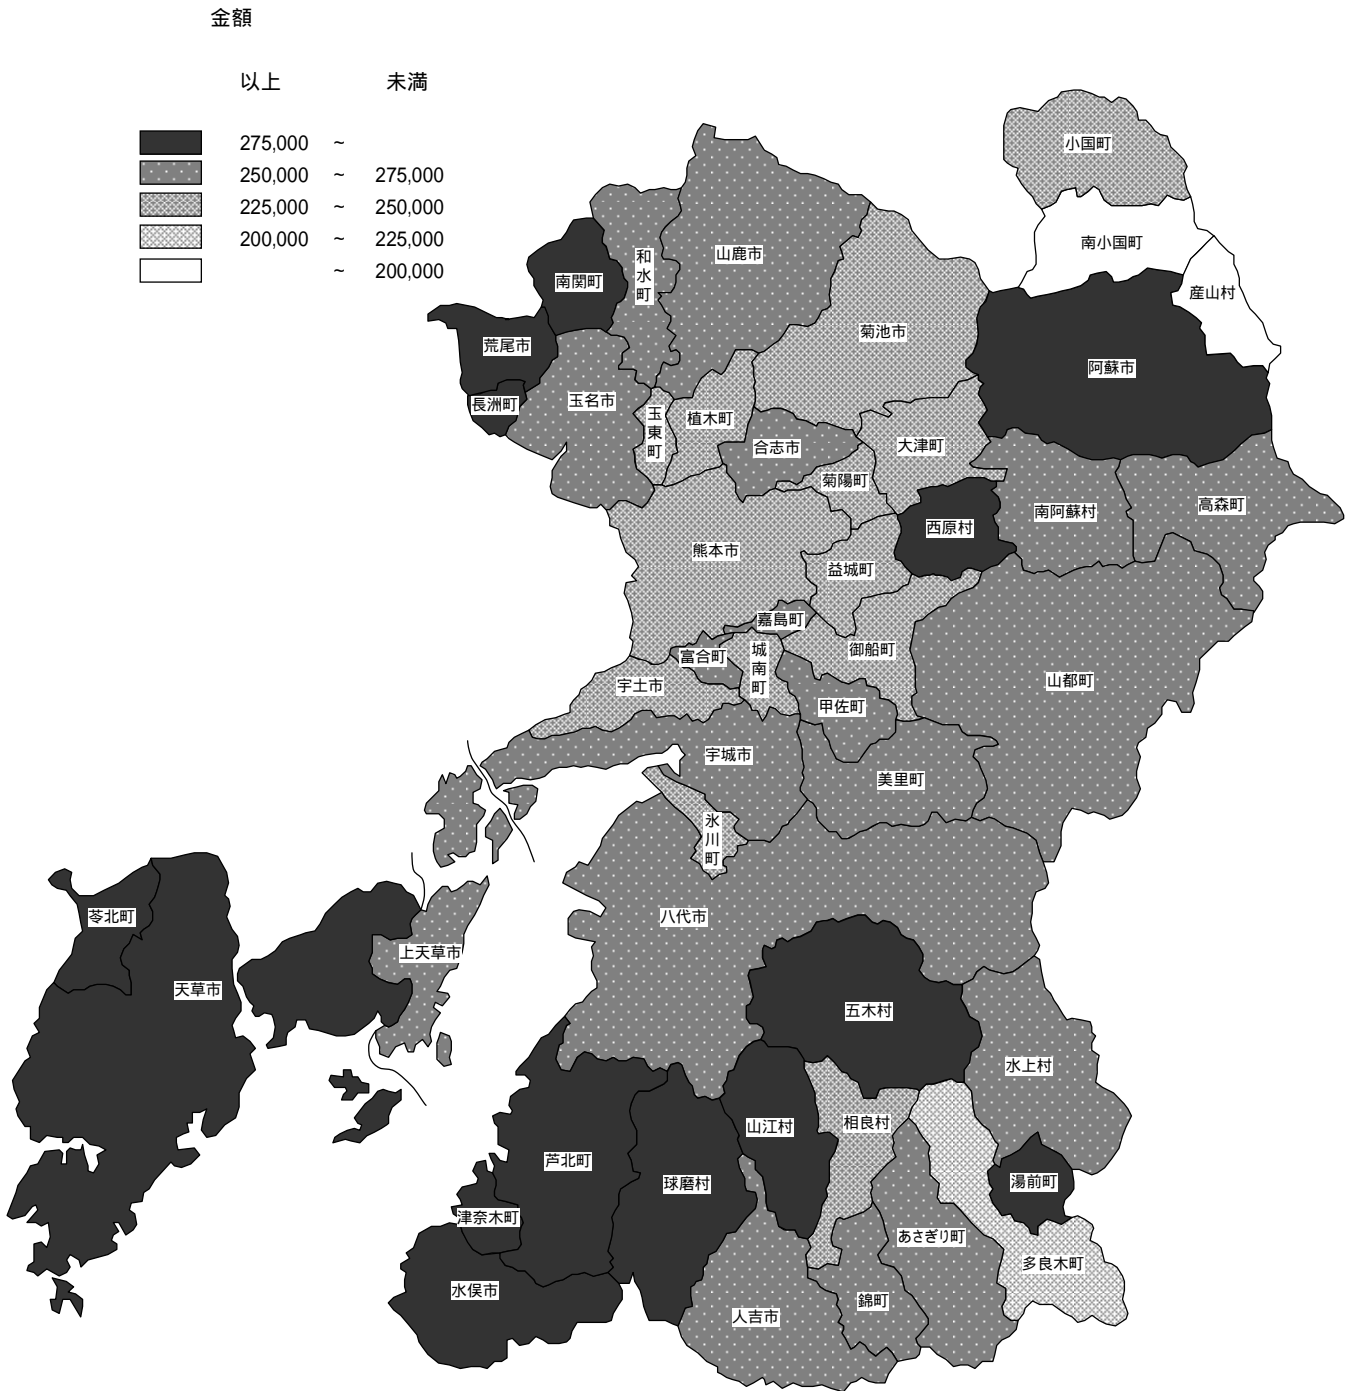 金額
以上 未満
275,000 ~
250,000 ~ 275,000
225,000 ~ 250,000
200,000 ~ 225,000
~ 200,000
小国町
南小国町
産山村
山鹿市
和水町
南関町
菊池市
荒尾市
阿蘇市
長洲町
玉名市
玉東町
植木町
合志市
大津町
菊陽町
西原村
南阿蘇村
高森町
熊本市
益城町
嘉島町
御船町
富合町
城南町
宇土市
甲佐町
山都町
宇城市
美里町
氷川町
八代市
苓北町
上天草市
天草市
五木村
水上村
山江村
相良村
芦北町
球磨村
湯前町
津奈木町
あさぎり町
多良木町
水俣市
錦町
人吉市